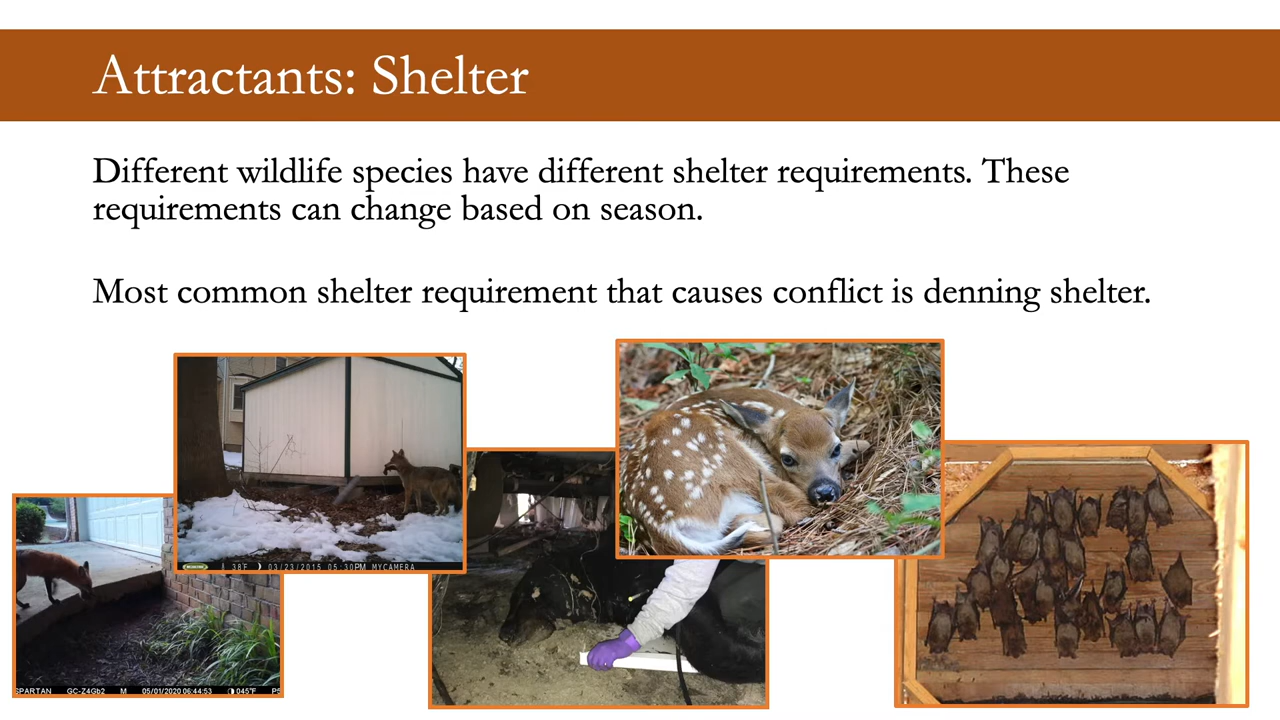 Attractants: Shelter
Different wildlife species have different shelter requirements. These
requirements can change based on season.
Most common shelter requirement that causes conflict is denning shelter.
38F 03/23/2015 05:30PM MYCAMERA
SPARTAN GC-Z4Gb2 M 05/01/2020 06:44:53 045°F